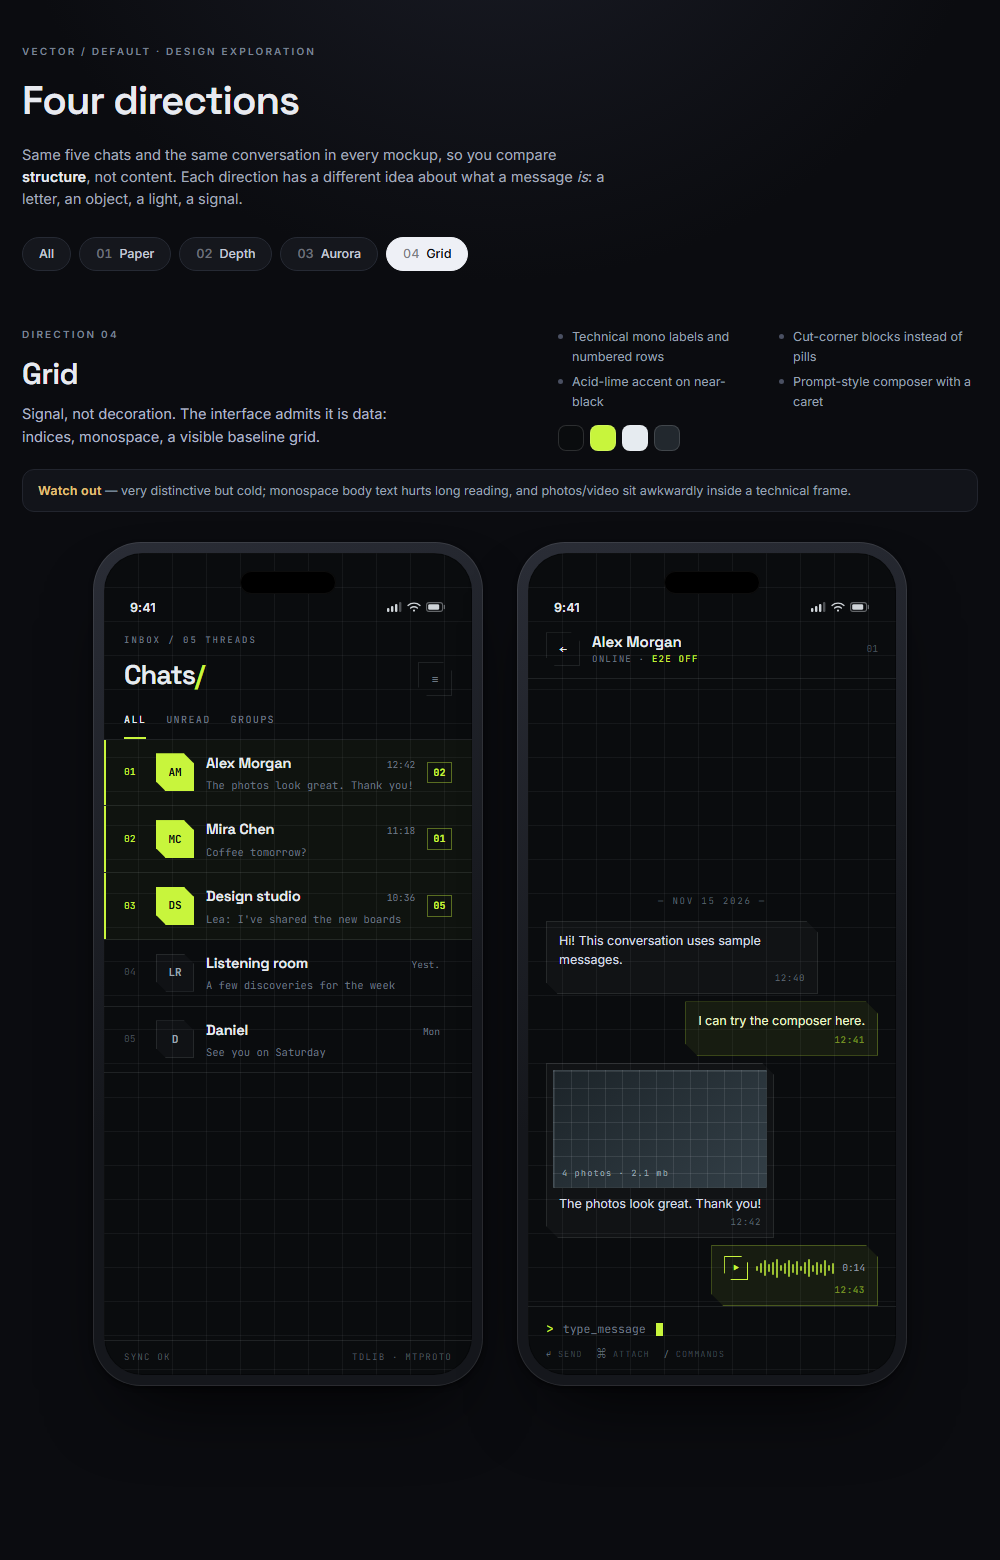 VECTOR / DEFAULT · DESIGN EXPLORATION
Four directions
Same five chats and the same conversation in every mockup, so you compare
structure, not content. Each direction has a different idea about what a message is: a
letter, an object, a light, a signal.
All
01 Paper
02 Depth
03 Aurora
04 Grid
DIRECTION 04
Grid
Signal, not decoration. The interface admits it is data:
indices, monospace, a visible baseline grid.
Technical mono labels and
numbered rows
Cut-corner blocks instead of
pills
Acid-lime accent on near-
black
Prompt-style composer with a
caret
Watch out — very distinctive but cold; monospace body text hurts long reading, and photos/video sit awkwardly inside a technical frame.
9:41
INBOX / 05 THREADS
Chats/
ALL UNREAD GROUPS
01 AM Alex Morgan 12:42 02
The photos look great. Thank you!
02 MC Mira Chen 11:18 01
Coffee tomorrow?
03 DS Design studio 10:36 05
Lea: I've shared the new boards
04 LR Listening room Yest.
A few discoveries for the week
05 D Daniel Mon
See you on Saturday
SYNC OK TDLIB · MTPROTO
9:41
Alex Morgan 01
ONLINE · E2E OFF
— NOV 15 2026 —
Hi! This conversation uses sample
messages.
12:40
I can try the composer here.
12:41
4 photos · 2.1 mb
The photos look great. Thank you!
12:42
0:14
12:43
> type_message
⏎ SEND ⌘ ATTACH / COMMANDS